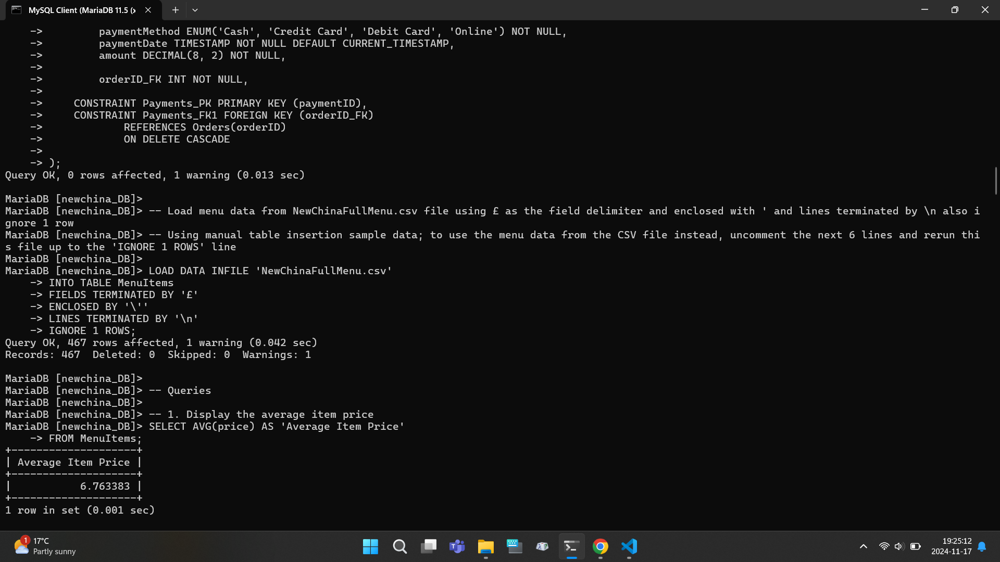 MySQL Client (MariaDB 11.5 (x
    ->         paymentMethod ENUM('Cash', 'Credit Card', 'Debit Card', 'Online') NOT NULL,
    ->         paymentDate TIMESTAMP NOT NULL DEFAULT CURRENT_TIMESTAMP,
    ->         amount DECIMAL(8, 2) NOT NULL,
    ->
    ->         orderID_FK INT NOT NULL,
    ->
    ->     CONSTRAINT Payments_PK PRIMARY KEY (paymentID),
    ->     CONSTRAINT Payments_FK1 FOREIGN KEY (orderID_FK)
    ->             REFERENCES Orders(orderID)
    ->             ON DELETE CASCADE
    ->
    -> );
Query OK, 0 rows affected, 1 warning (0.013 sec)

MariaDB [newchina_DB]>
MariaDB [newchina_DB]> -- Load menu data from NewChinaFullMenu.csv file using £ as the field delimiter and enclosed with ' and lines terminated by \n also i
gnore 1 row
MariaDB [newchina_DB]> -- Using manual table insertion sample data; to use the menu data from the CSV file instead, uncomment the next 6 lines and rerun thi
s file up to the 'IGNORE 1 ROWS' line
MariaDB [newchina_DB]>
MariaDB [newchina_DB]> LOAD DATA INFILE 'NewChinaFullMenu.csv'
    -> INTO TABLE MenuItems
    -> FIELDS TERMINATED BY '£'
    -> ENCLOSED BY '\''
    -> LINES TERMINATED BY '\n'
    -> IGNORE 1 ROWS;
Query OK, 467 rows affected, 1 warning (0.042 sec)
Records: 467  Deleted: 0  Skipped: 0  Warnings: 1

MariaDB [newchina_DB]>
MariaDB [newchina_DB]> -- Queries
MariaDB [newchina_DB]>
MariaDB [newchina_DB]> -- 1. Display the average item price
MariaDB [newchina_DB]> SELECT AVG(price) AS 'Average Item Price'
    -> FROM MenuItems;
+--------------------+
| Average Item Price |
+--------------------+
|           6.763383 |
+--------------------+
1 row in set (0.001 sec)
1
17°C
Partly sunny
19:25:12
2024-11-17